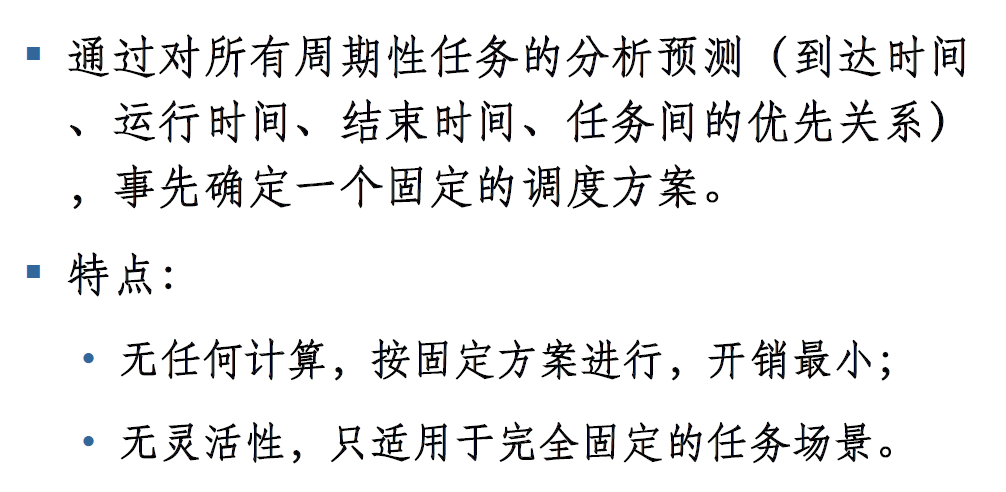 ▪ 通过对所有周期性任务的分析预测（到达时间
、运行时间、结束时间、任务间的优先关系）
，事先确定一个固定的调度方案。
▪ 特点：
• 无任何计算，按固定方案进行，开销最小；
• 无灵活性，只适用于完全固定的任务场景。